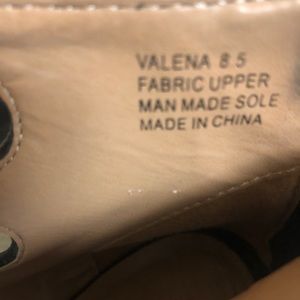 VALENA 8.5
FABRIC UPPER
MAN MADE SOLE
MADE IN CHINA